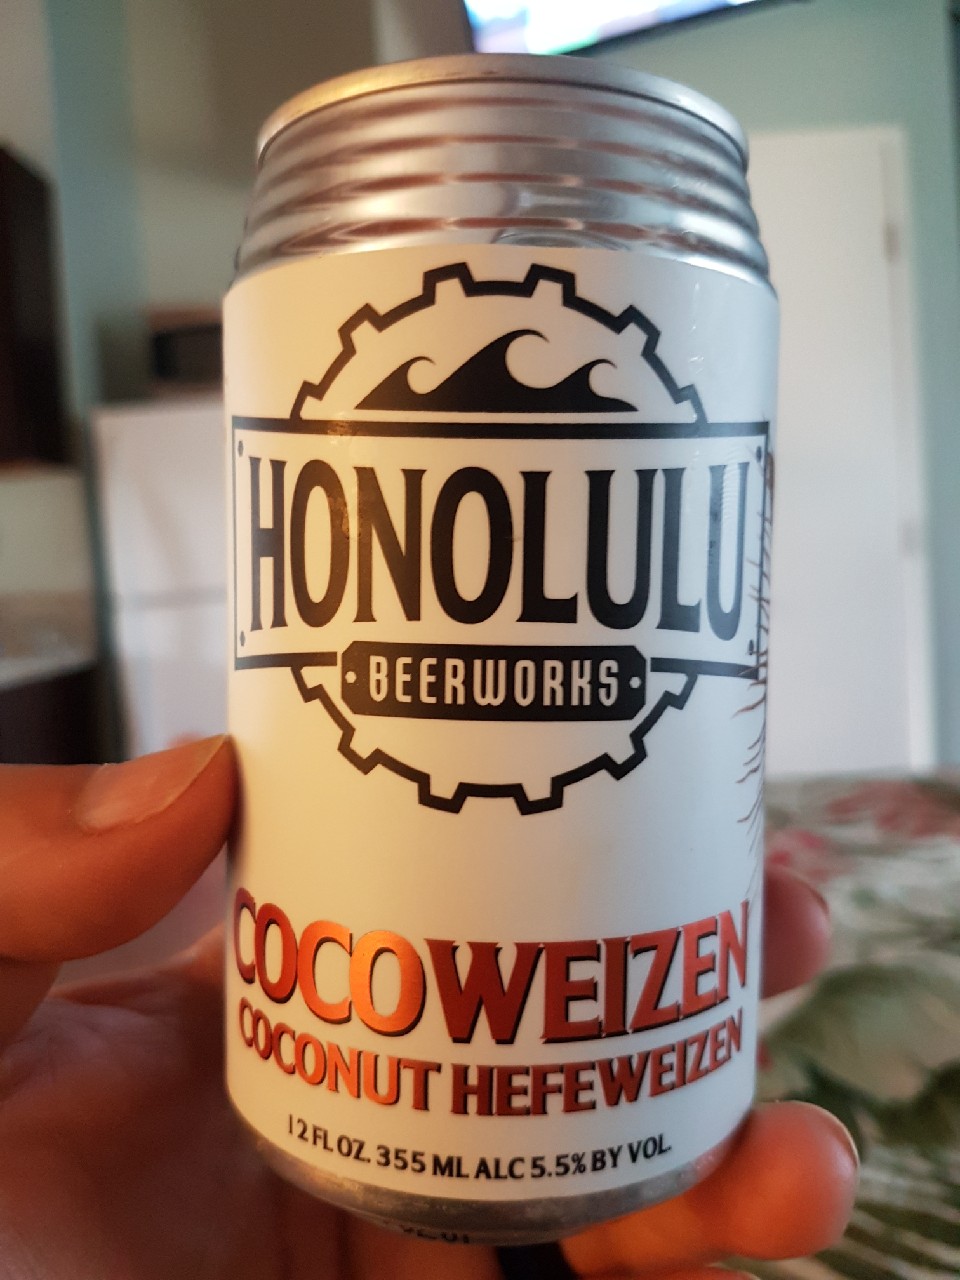 HONOLULU
BEERWORKS
COCOWEIZEN
COCONUT HEFEWEIZEN
12 FL OZ. 355 ML ALC 5.5% BY VOL.